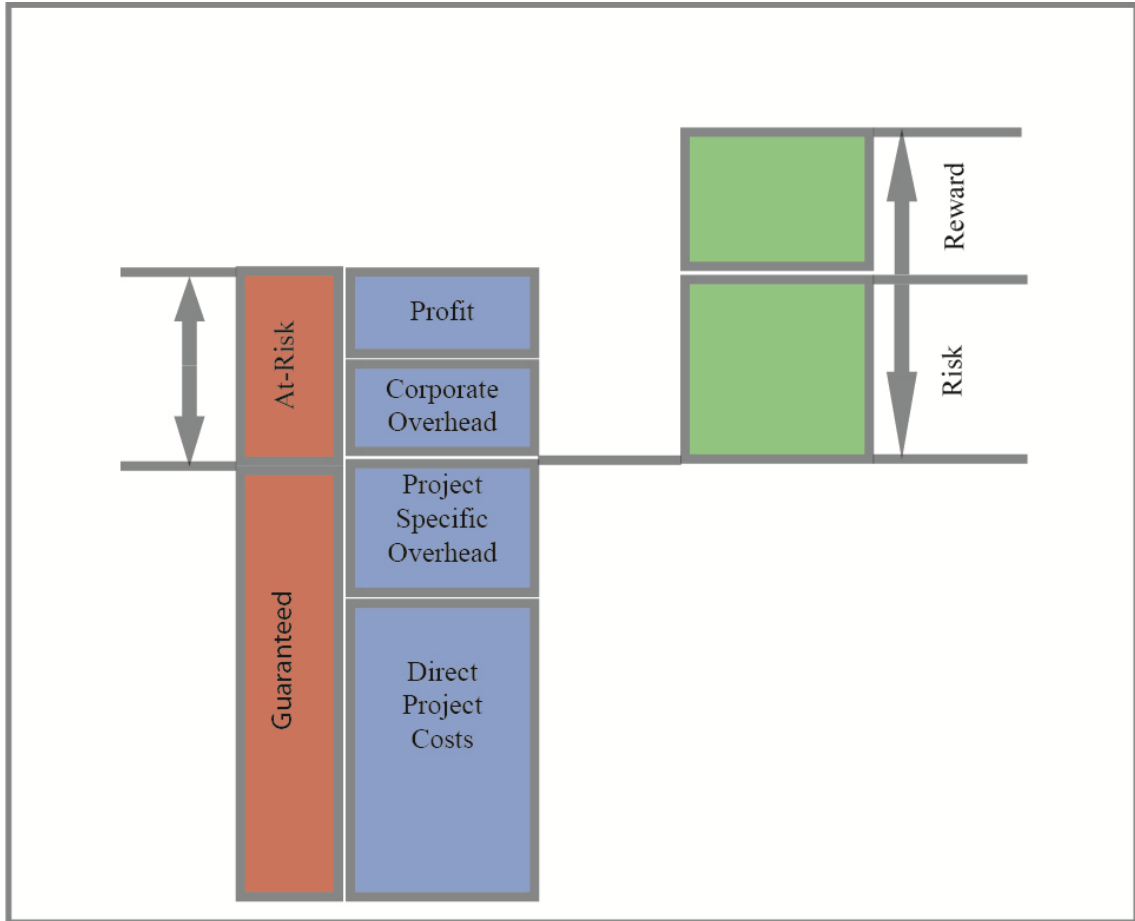 At-Risk
Guaranteed
Profit
Corporate
Overhead
Project
Specific
Overhead
Direct
Project
Costs
Reward
Risk